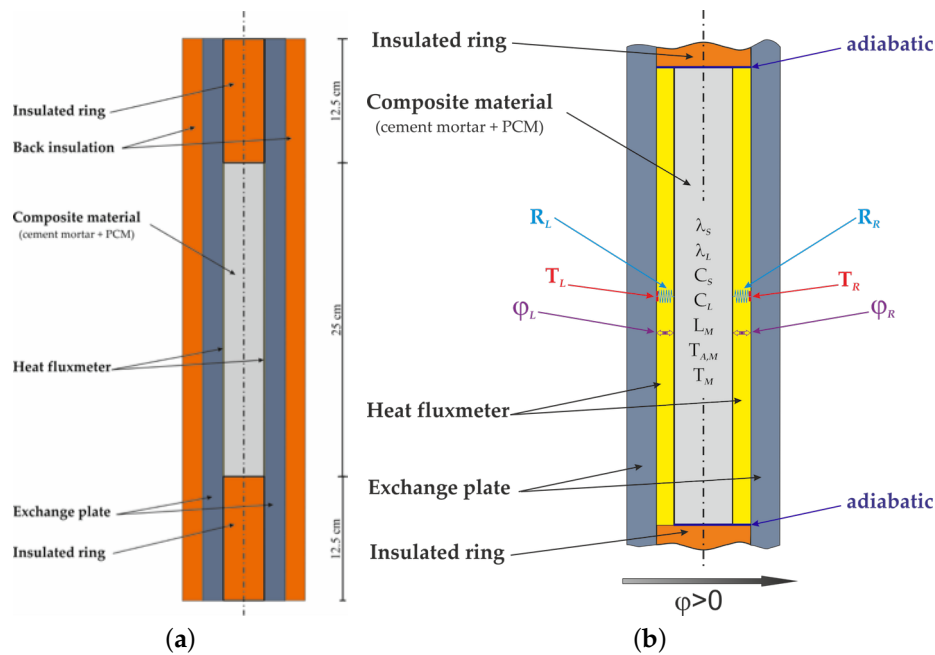 Insulated ring
Back insulation
Composite material
(cement mortar + PCM)
Heat fluxmeter
Exchange plate
Insulated ring
12.5 cm
25 cm
12.5 cm
(a)
Insulated ring
adiabatic
Composite material
(cement mortar + PCM)
R_L
R_R
λ_S
λ_L
C_S
C_L
L_M
T_{A,M}
T_M
T_L
T_R
φ_L
φ_R
Heat fluxmeter
Exchange plate
adiabatic
Insulated ring
φ>0
(b)